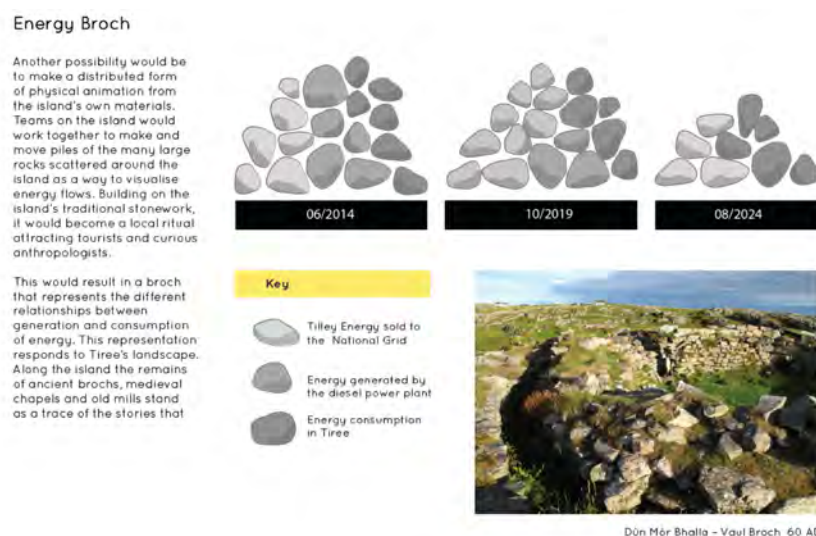 Energy Broch
Another possibility would be
to make a distributed form
of physical animation from
the island's own materials.
Teams on the island would
work together to make and
move piles of the many large
rocks scattered around the
island as a way to visualise
energy flows. Building on the
island's traditional stonework,
it would become a local ritual
attracting tourists and curious
anthropologists.
This would result in a broch
that represents the different
relationships between
generation and consumption
of energy. This representation
responds to Tiree's landscape.
Along the island the remains
of ancient brochs, medieval
chapels and old mills stand
as a trace of the stories that
06/2014
10/2019
08/2024
Key
Tilley Energy sold to
the National Grid
Energy generated by
the diesel power plant
Energy consumption
in Tiree
Dùn Mòr Bhalla – Vaul Broch 60 AD